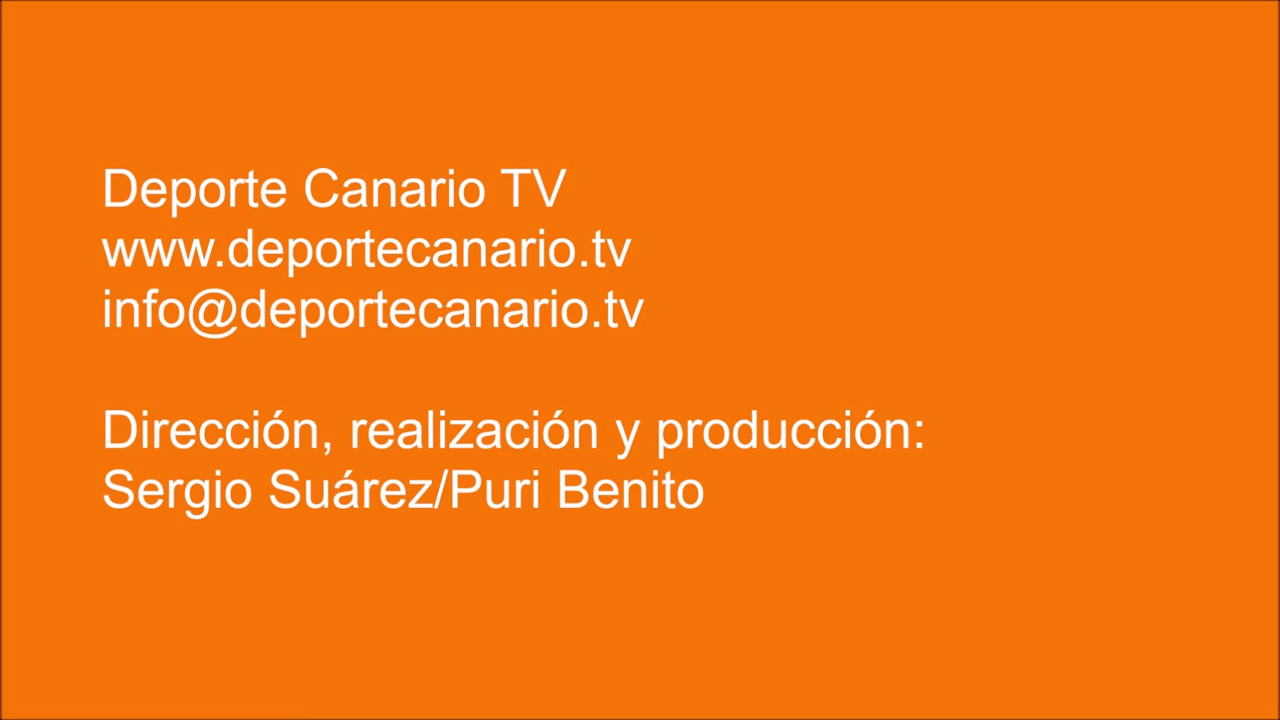 Deporte Canario TV
www.deportecanario.tv
info@deportecanario.tv
Dirección, realización y producción:
Sergio Suárez/Puri Benito